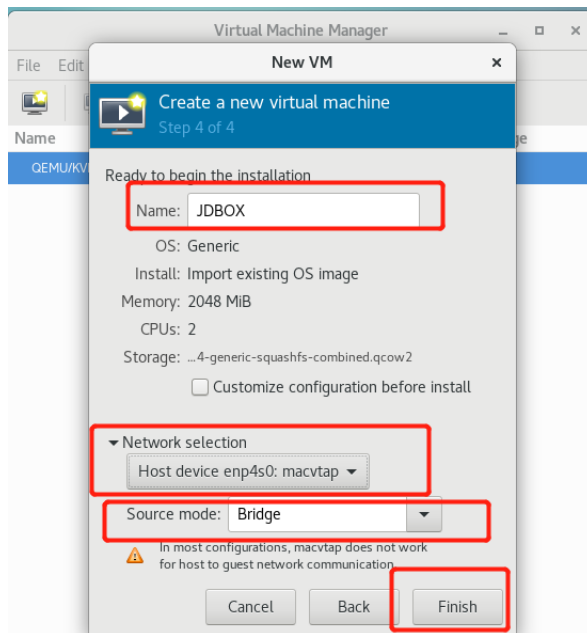 Virtual Machine Manager
File Edit
New VM
Create a new virtual machine
Step 4 of 4
Name
QEMU/KV
Ready to begin the installation
Name: JDBOX
OS: Generic
Install: Import existing OS image
Memory: 2048 MiB
CPUs: 2
Storage: ...4-generic-squashfs-combined.qcow2
Customize configuration before install
Network selection
Host device enp4s0: macvtap
Source mode: Bridge
In most configurations, macvtap does not work
for host to guest network communication.
Cancel Back Finish